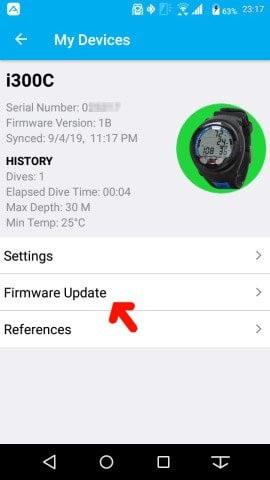 63% 23:17
My Devices
i300C
Serial Number: 0
Firmware Version: 1B
Synced: 9/4/19, 11:17 PM
HISTORY
Dives: 1
Elapsed Dive Time: 00:04
Max Depth: 30 M
Min Temp: 25°C
Settings
Firmware Update
References